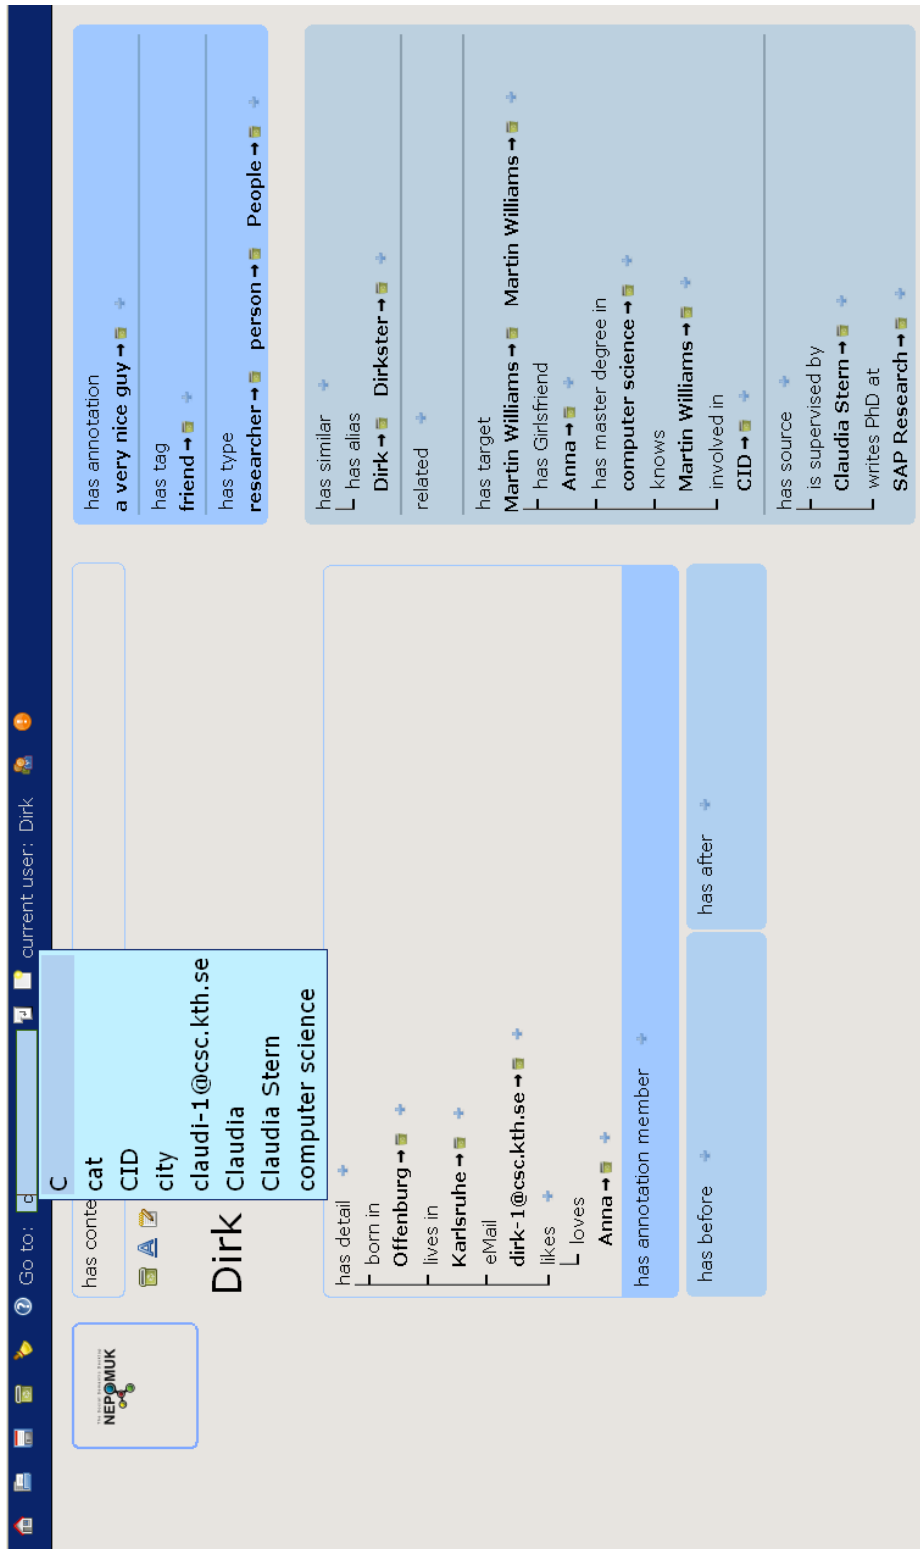 Go to: c current user: Dirk
C
cat
CID
city
claudi-1@csc.kth.se
Claudia
Claudia Stern
computer science
NEPOMUK
has conte
Dirk
has detail
born in
Offenburg
lives in
Karlsruhe
eMail
dirk-1@csc.kth.se
likes
loves
Anna
has annotation member
has before
has after
has annotation
a very nice guy
has tag
friend
has type
researcher person People
has similar
has alias
Dirk Dirkster
related
has target
Martin Williams Martin Williams
has Girlsfriend
Anna
has master degree in
computer science
knows
Martin Williams
involved in
CID
has source
is supervised by
Claudia Stern
writes PhD at
SAP Research